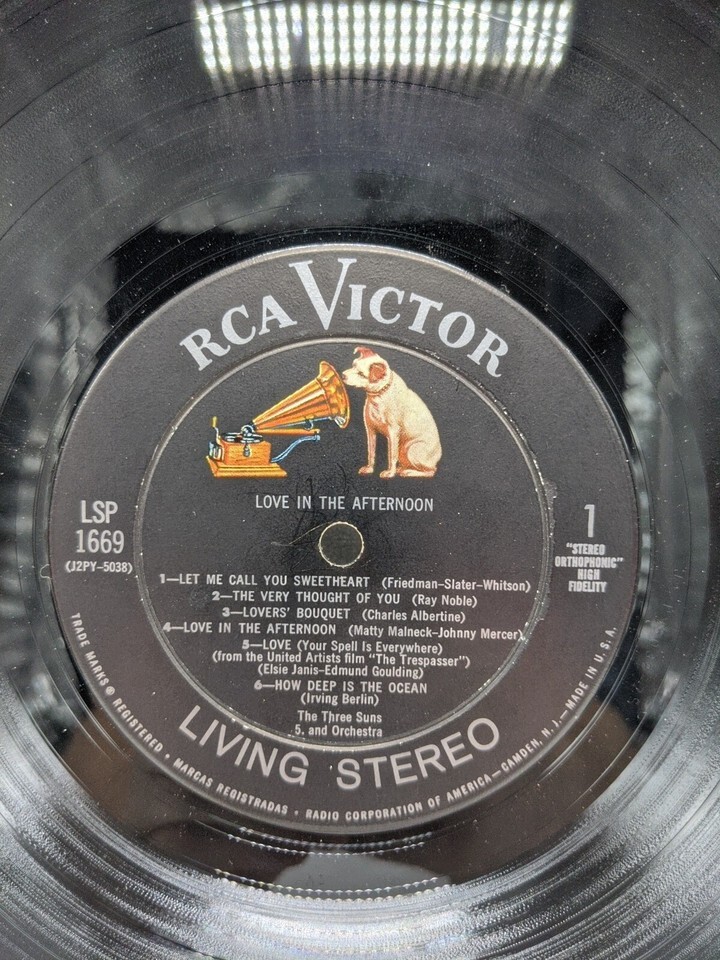 RCA VICTOR
LOVE IN THE AFTERNOON
LSP
1669
(J2PY-5038)
1
"STEREO
ORTHOPHONIC"
HIGH
FIDELITY
1—LET ME CALL YOU SWEETHEART (Friedman-Slater-Whitson)
2—THE VERY THOUGHT OF YOU (Ray Noble)
3—LOVERS' BOUQUET (Charles Albertine)
4—LOVE IN THE AFTERNOON (Matty Malneck-Johnny Mercer)
5—LOVE (Your Spell Is Everywhere)
(from the United Artists film "The Trespasser")
(Elsie Janis-Edmund Goulding)
6—HOW DEEP IS THE OCEAN
(Irving Berlin)
The Three Suns
5. and Orchestra
LIVING STEREO
TRADE MARKS ® REGISTERED • MARCAS REGISTRADAS • RADIO CORPORATION OF AMERICA—CAMDEN, N. J.—MADE IN U.S.A.